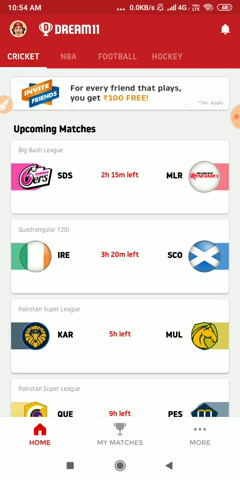 10:54 AM 0.0KB/s 4G 68
DREAM11
CRICKET NBA FOOTBALL HOCKEY
INVITE
FRIENDS
For every friend that plays,
you get ₹100 FREE!
*T&C Apply
Upcoming Matches
Big-Bash League
6ers SDS 2h 15m left MLR Renegades
Quadrangular T20I
IRE 3h 20m left SCO
Pakistan Super League
KAR 5h left MUL
Pakistan Super League
QUE 9h left PES
HOME MY MATCHES MORE